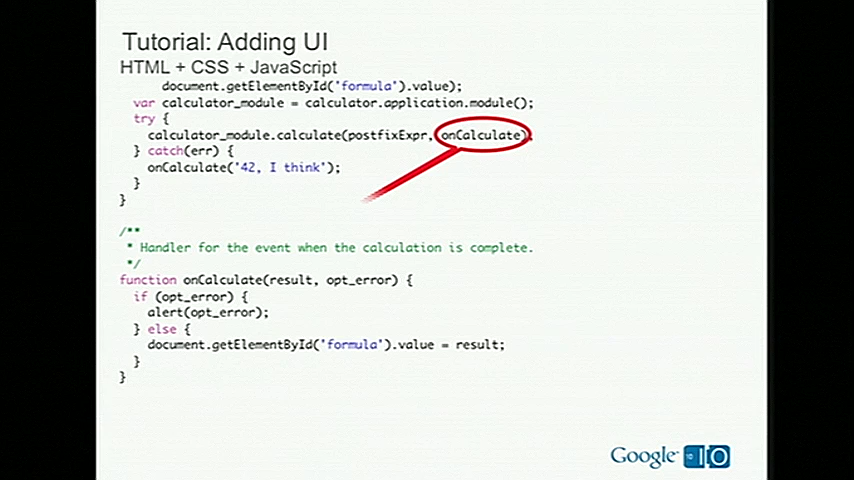 Tutorial: Adding UI
HTML + CSS + JavaScript
document.getElementById('formula').value);
var calculator_module = calculator.application.module();
try {
calculator_module.calculate(postfixExpr, onCalculate);
} catch(err) {
onCalculate('42, I think');
}
}
/**
* Handler for the event when the calculation is complete.
*/
function onCalculate(result, opt_error) {
if (opt_error) {
alert(opt_error);
} else {
document.getElementById('formula').value = result;
}
}
Google 10 IO